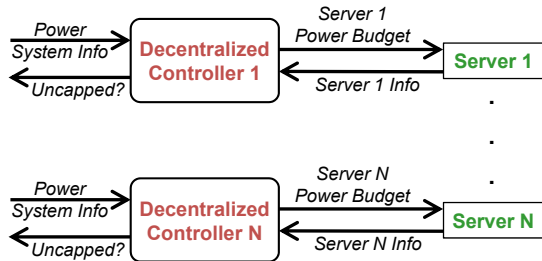 Power
System Info
Uncapped?
Decentralized
Controller 1
Server 1
Power Budget
Server 1 Info
Server 1
.
.
.
Power
System Info
Uncapped?
Decentralized
Controller N
Server N
Power Budget
Server N Info
Server N